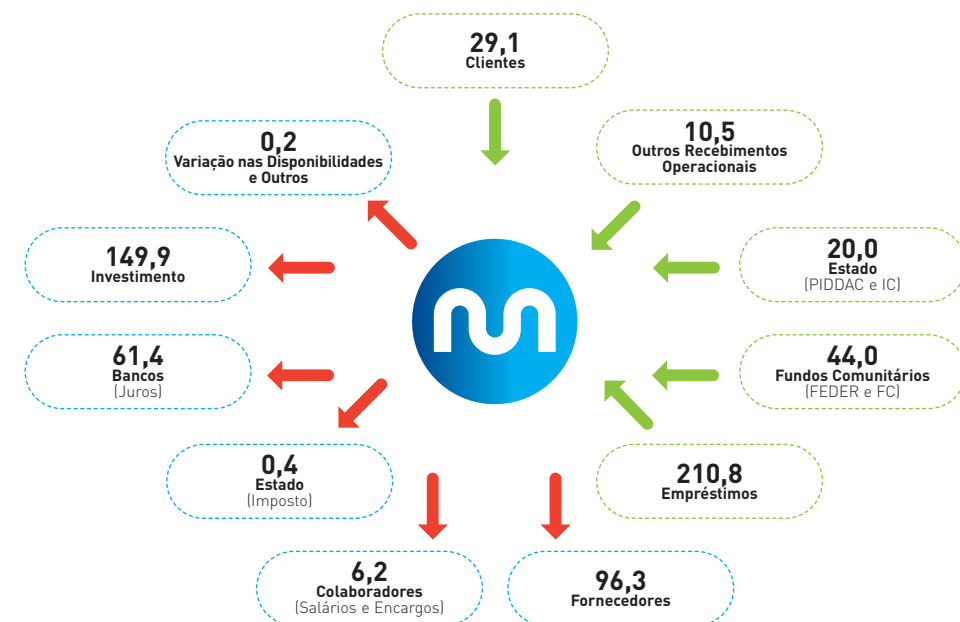 29,1
Clientes
0,2
Variação nas Disponibilidades
e Outros
10,5
Outros Recebimentos
Operacionais
149,9
Investimento
20,0
Estado
(PIDDAC e IC)
61,4
Bancos
(Juros)
44,0
Fundos Comunitários
(FEDER e FC)
0,4
Estado
(Imposto)
210,8
Empréstimos
6,2
Colaboradores
(Salários e Encargos)
96,3
Fornecedores